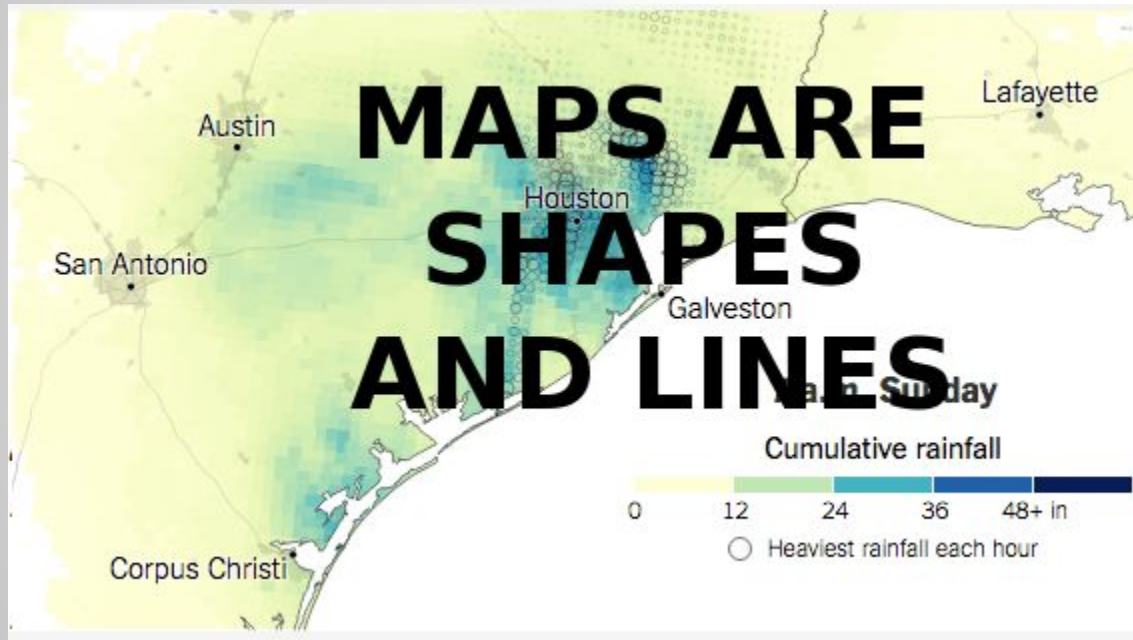 MAPS ARE
Lafayette
Austin
Houston
SHAPES
San Antonio
Galveston
AND LINES
Sunday
Cumulative rainfall
0 12 24 36 48+ in
Heaviest rainfall each hour
Corpus Christi